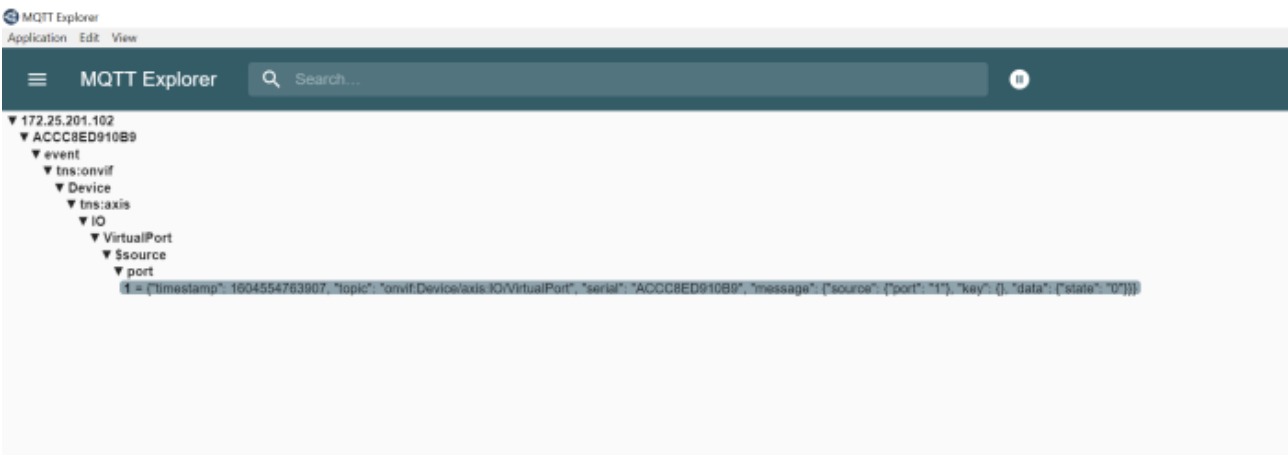 MQTT Explorer
Application Edit View
MQTT Explorer Search...
▼ 172.25.201.102
▼ ACCC8ED910B9
▼ event
▼ tns:onvif
▼ Device
▼ tns:axis
▼ IO
▼ VirtualPort
▼ $source
▼ port
1 = {"timestamp": 1604554763907, "topic": "onvif:Device/axis:IO/VirtualPort", "serial": "ACCC8ED910B9", "message": {"source": {"port": "1"}, "key": {}, "data": {"state": "0"}}}